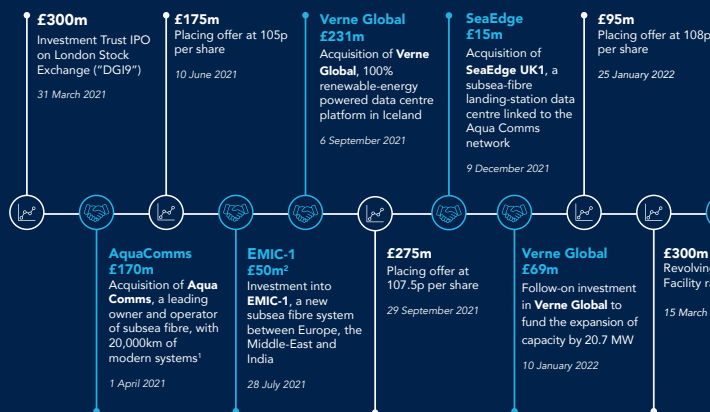 £300m
Investment Trust IPO
on London Stock
Exchange ("DGI9")
31 March 2021
£175m
Placing offer at 105p
per share
10 June 2021
Verne Global
£231m
Acquisition of Verne
Global, 100%
renewable-energy
powered data centre
platform in Iceland
6 September 2021
SeaEdge
£15m
Acquisition of
SeaEdge UK1, a
subsea-fibre
landing-station data
centre linked to the
Aqua Comms
network
9 December 2021
£95m
Placing offer at 108p
per share
25 January 2022
AquaComms
£170m
Acquisition of Aqua
Comms, a leading
owner and operator
of subsea fibre, with
20,000km of
modern systems¹
1 April 2021
EMIC-1
£50m²
Investment into
EMIC-1, a new
subsea fibre system
between Europe, the
Middle-East and
India
28 July 2021
£275m
Placing offer at
107.5p per share
29 September 2021
Verne Global
£69m
Follow-on investment
in Verne Global to
fund the expansion of
capacity by 20.7 MW
10 January 2022
£300m
Revolvin
Facility r
15 March